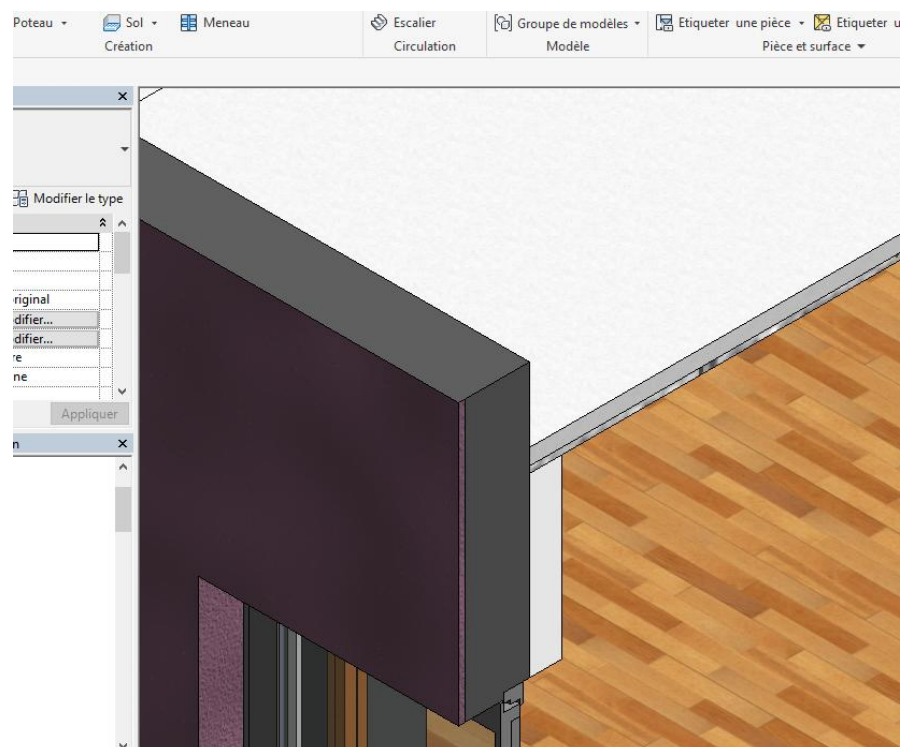 Poteau Sol Meneau Escalier Groupe de modèles Etiqueter une pièce Etiqueter
Création Circulation Modèle Pièce et surface
Modifier le type
riginal
difier...
difier...
re
ne
Appliquer
n